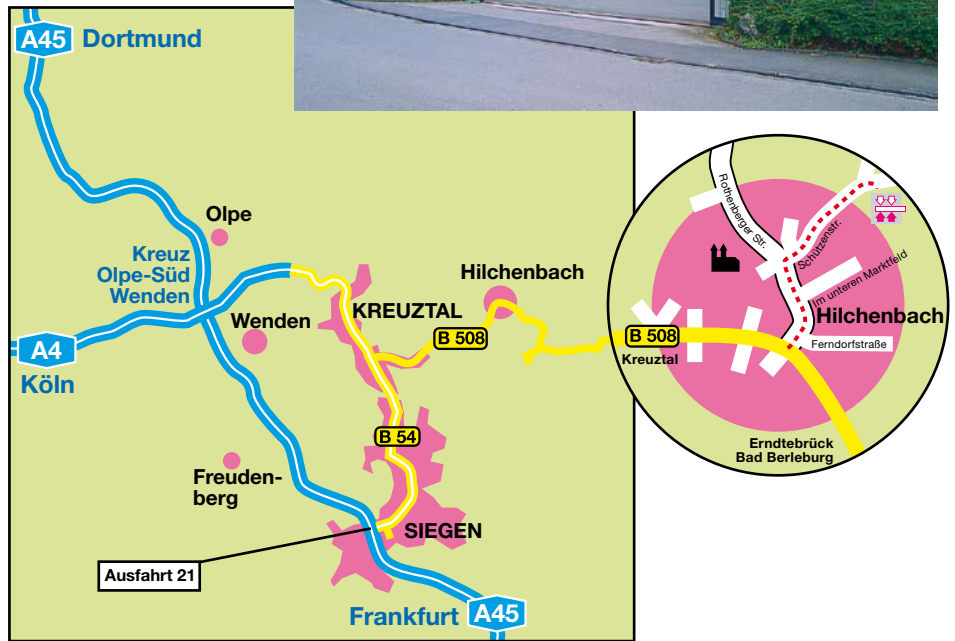 A45 Dortmund
Olpe
Kreuz
Olpe-Süd
Wenden
Hilchenbach
KREUZTAL
Wenden
B 508
A4
Köln
B 54
Freuden-
berg
SIEGEN
Ausfahrt 21
Frankfurt A45
Rothenberger Str.
Schützenstr.
Im unteren Marktfeld
Hilchenbach
B 508
Kreuztal
Ferndorfstraße
Erndtebrück
Bad Berleburg